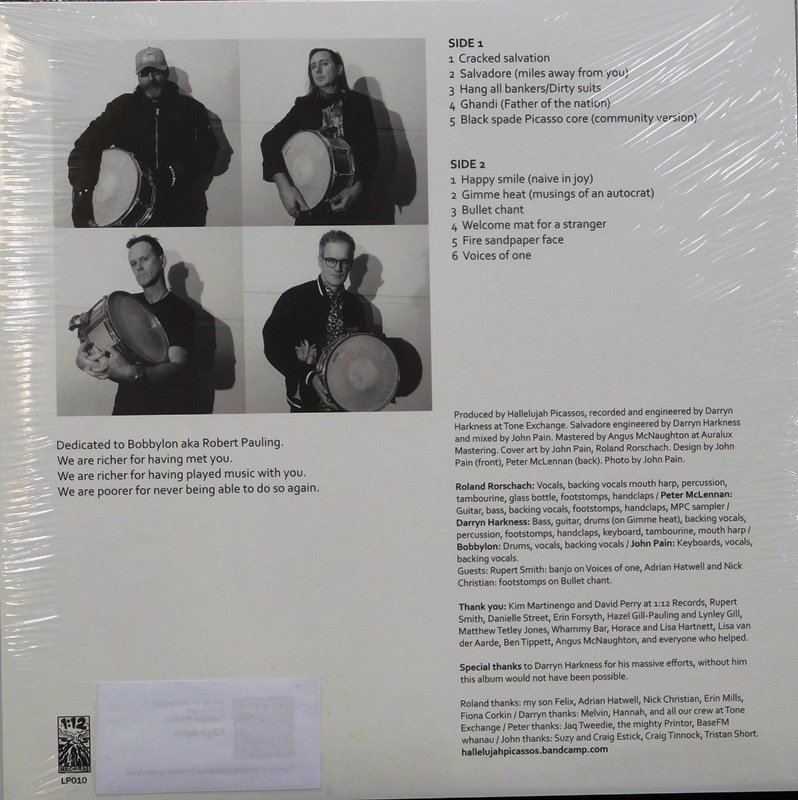 SIDE 1
1 Cracked salvation
2 Salvadore (miles away from you)
3 Hang all bankers/Dirty suits
4 Ghandi (Father of the nation)
5 Black spade Picasso core (community version)
SIDE 2
1 Happy smile (naive in joy)
2 Gimme heat (musings of an autocrat)
3 Bullet chant
4 Welcome mat for a stranger
5 Fire sandpaper face
6 Voices of one
Dedicated to Bobbylon aka Robert Pauling.
We are richer for having met you.
We are richer for having played music with you.
We are poorer for never being able to do so again.
Produced by Hallelujah Picassos, recorded and engineered by Darryn
Harkness at Tone Exchange. Salvadore engineered by Darryn Harkness
and mixed by John Pain. Mastered by Angus McNaughton at Auralux
Mastering. Cover art by John Pain, Roland Rorschach. Design by John
Pain (front), Peter McLennan (back). Photo by John Pain.
Roland Rorschach: Vocals, backing vocals mouth harp, percussion,
tambourine, glass bottle, footstomps, handclaps / Peter McLennan:
Guitar, bass, backing vocals, footstomps, handclaps, MPC sampler /
Darryn Harkness: Bass, guitar, drums (on Gimme heat), backing vocals,
percussion, footstomps, handclaps, keyboard, tambourine, mouth harp /
Bobbylon: Drums, vocals, backing vocals / John Pain: Keyboards, vocals,
backing vocals.
Guests: Rupert Smith: banjo on Voices of one, Adrian Hatwell and Nick
Christian: footstomps on Bullet chant.
Thank you: Kim Martinengo and David Perry at 1:12 Records, Rupert
Smith, Danielle Street, Erin Forsyth, Hazel Gill-Pauling and Lynley Gill,
Matthew Tetley Jones, Whammy Bar, Horace and Lisa Hartnett, Lisa van
der Aarde, Ben Tippett, Angus McNaughton, and everyone who helped.
Special thanks to Darryn Harkness for his massive efforts, without him
this album would not have been possible.
Roland thanks: my son Felix, Adrian Hatwell, Nick Christian, Erin Mills,
Fiona Corkin / Darryn thanks: Melvin, Hannah, and all our crew at Tone
Exchange / Peter thanks: Jaq Tweedie, the mighty Printor, BaseFM
whanau / John thanks: Suzy and Craig Estick, Craig Tinnock, Tristan Short.
hallelujahpicassos.bandcamp.com
1:12
RECORDS
LP010